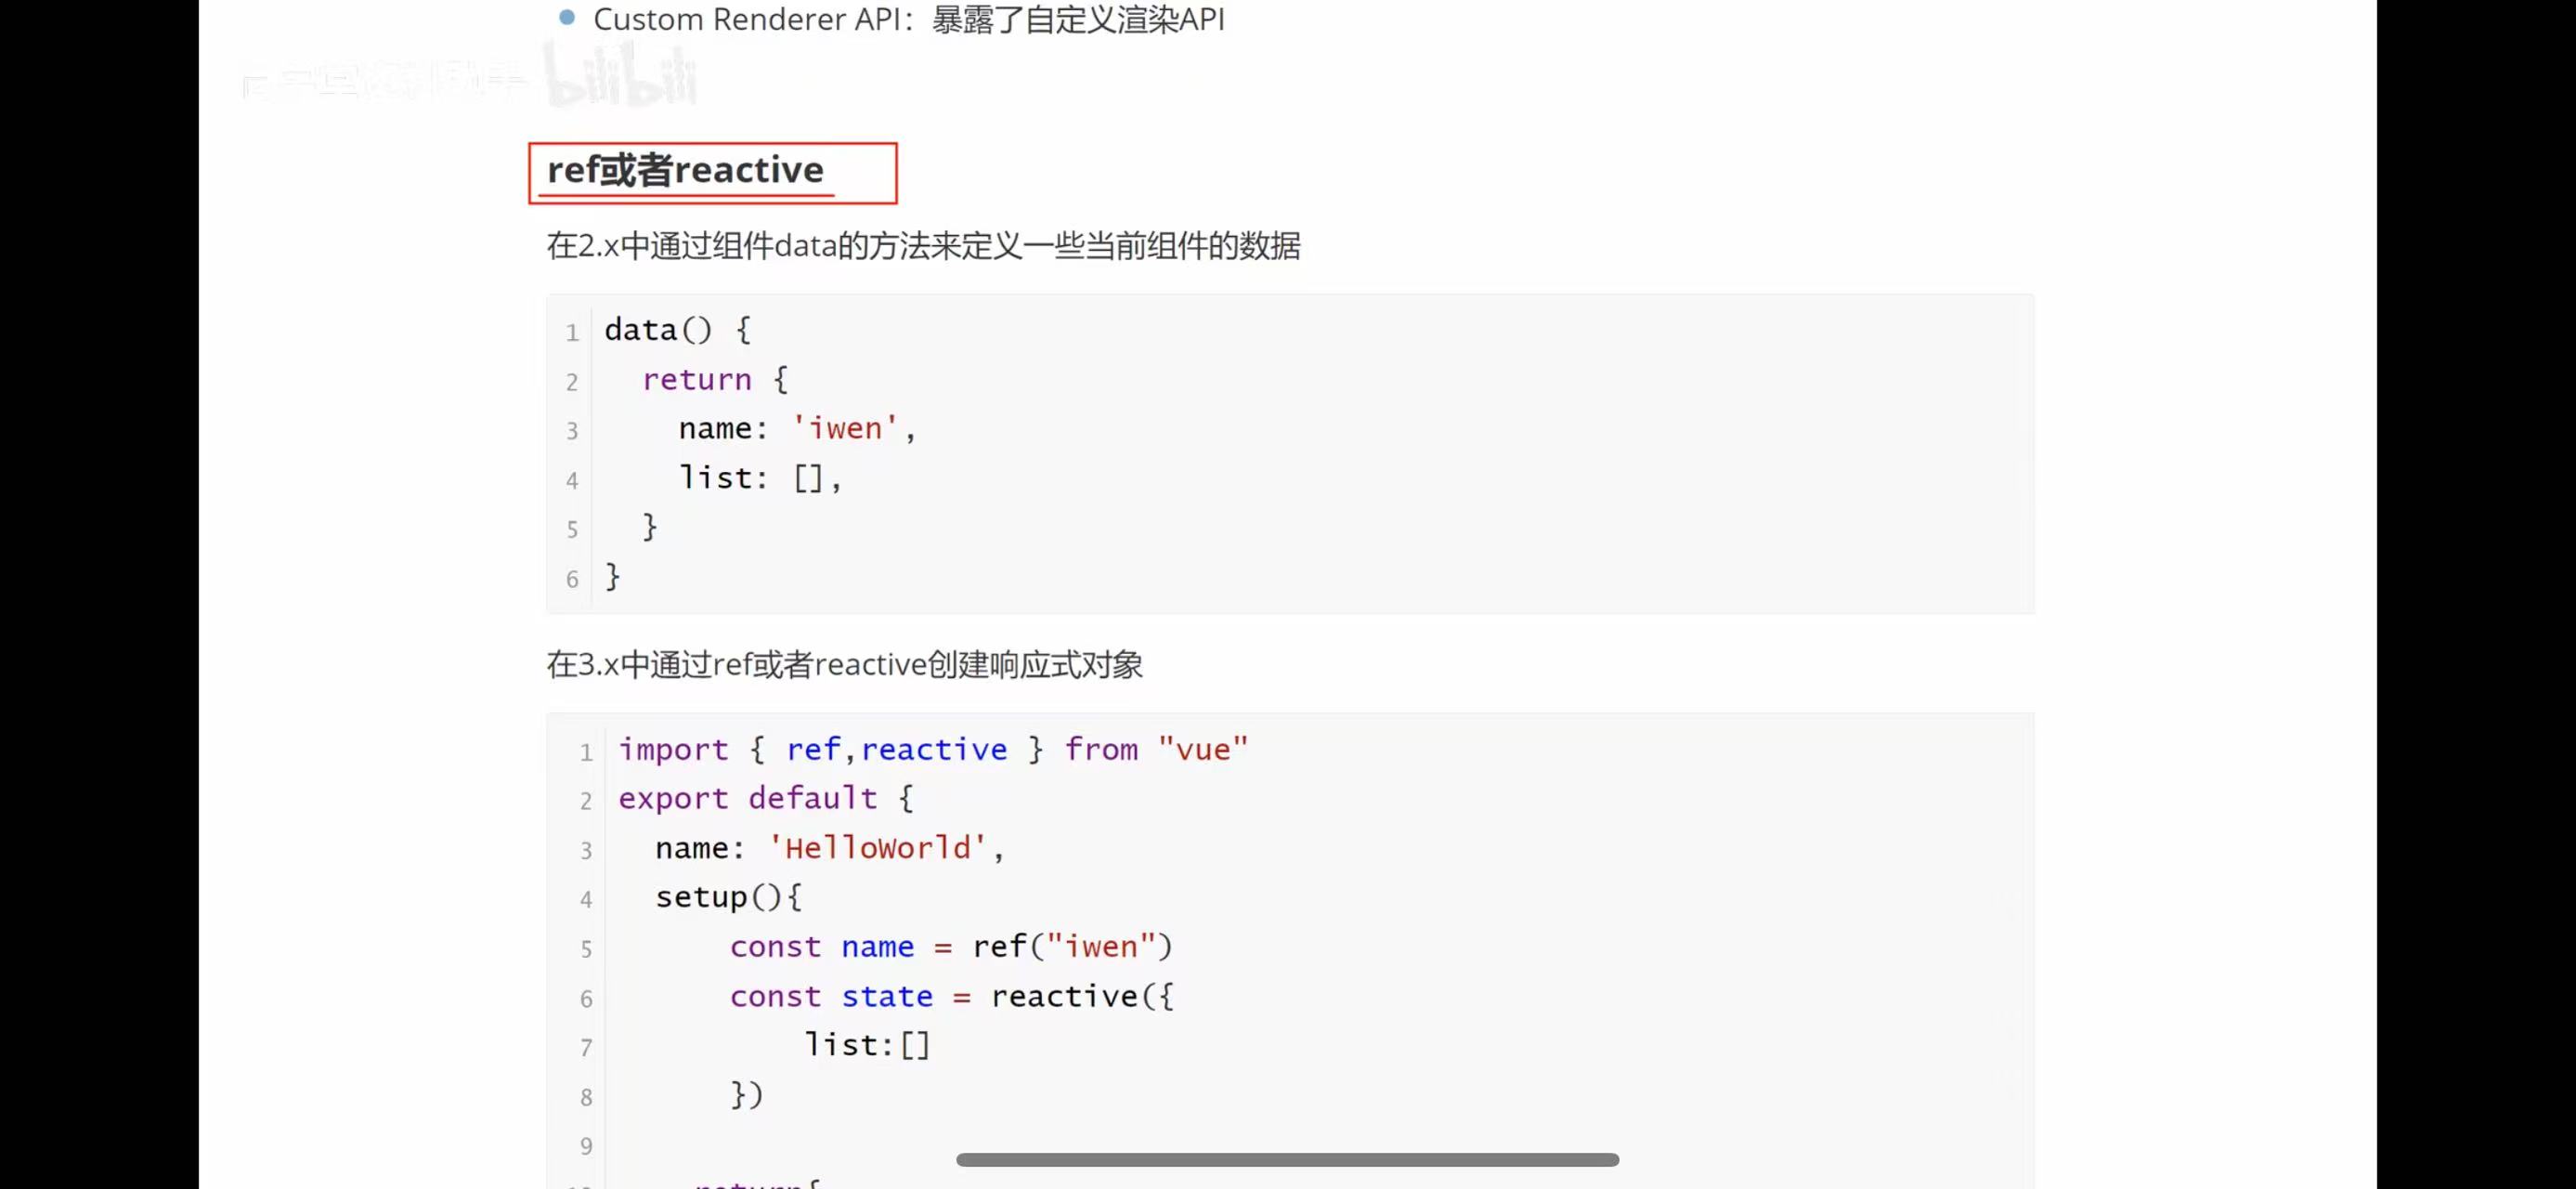 Custom Renderer API：暴露了自定义渲染API
bilibili
ref或者reactive
在2.x中通过组件data的方法来定义一些当前组件的数据
1 data() {
2   return {
3     name: 'iwen',
4     list: [],
5   }
6 }
在3.x中通过ref或者reactive创建响应式对象
1 import { ref,reactive } from "vue"
2 export default {
3   name: 'HelloWorld',
4   setup(){
5       const name = ref("iwen")
6       const state = reactive({
7           list:[]
8       })
9
return{